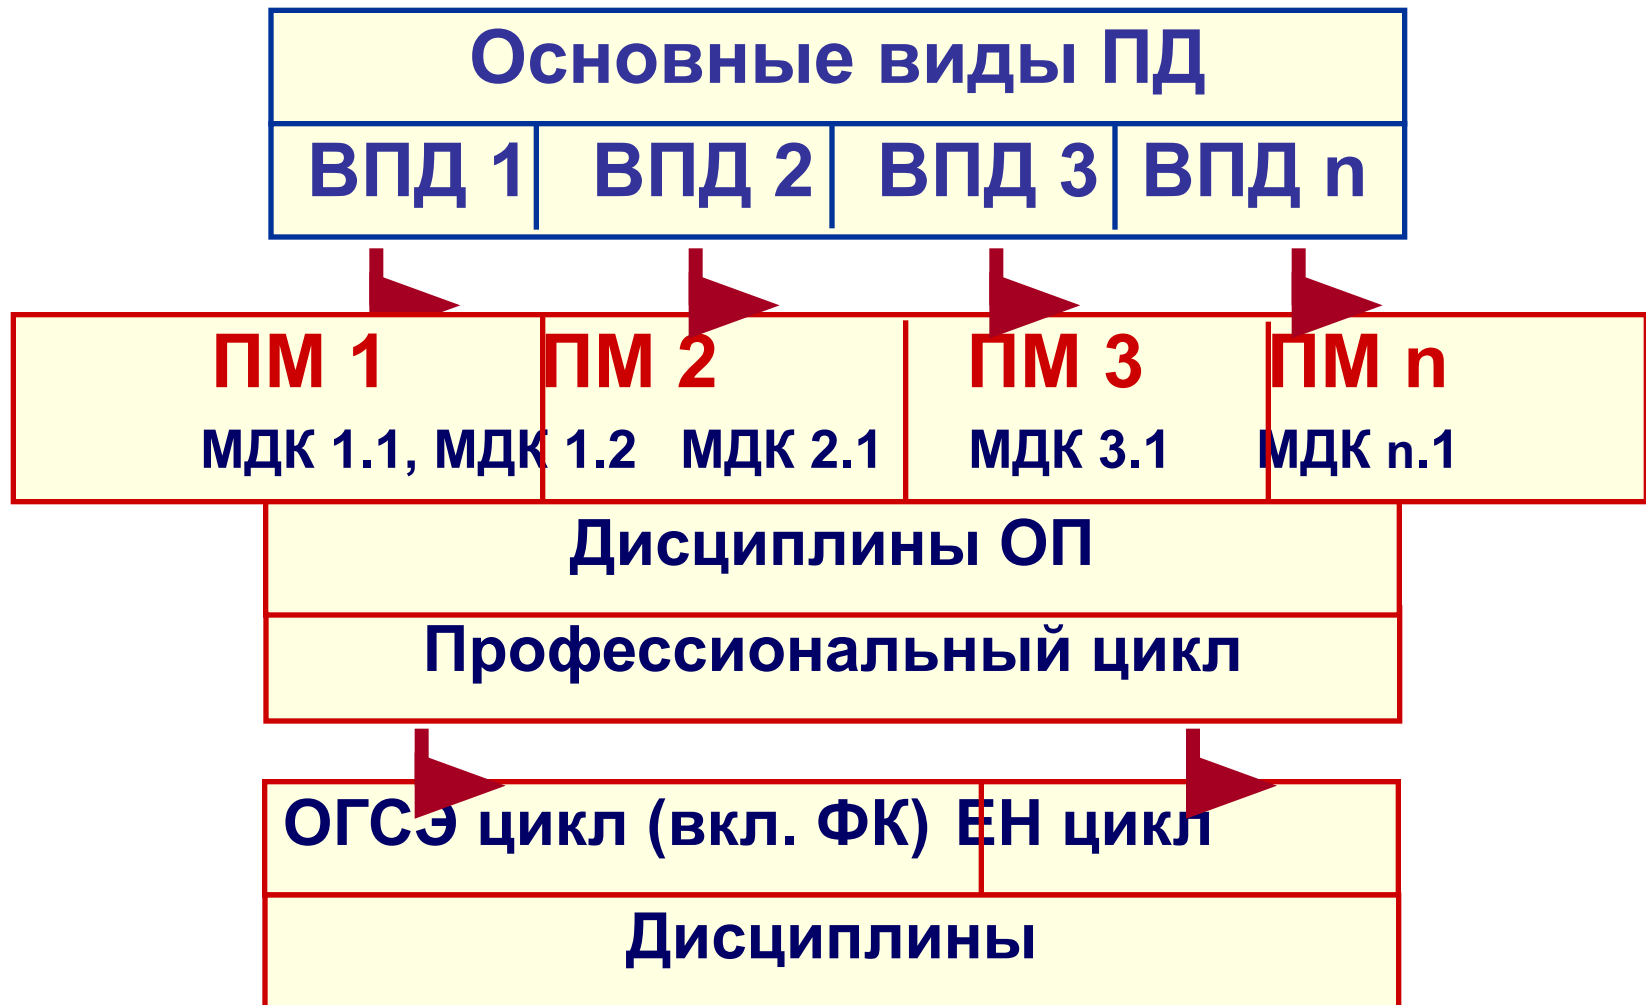 Основные виды ПД
ВПД 1 ВПД 2 ВПД 3 ВПД n
ПМ 1 ПМ 2 ПМ 3 ПМ n
МДК 1.1, МДК 1.2 МДК 2.1 МДК 3.1 МДК n.1
Дисциплины ОП
Профессиональный цикл
ОГСЭ цикл (вкл. ФК) ЕН цикл
Дисциплины